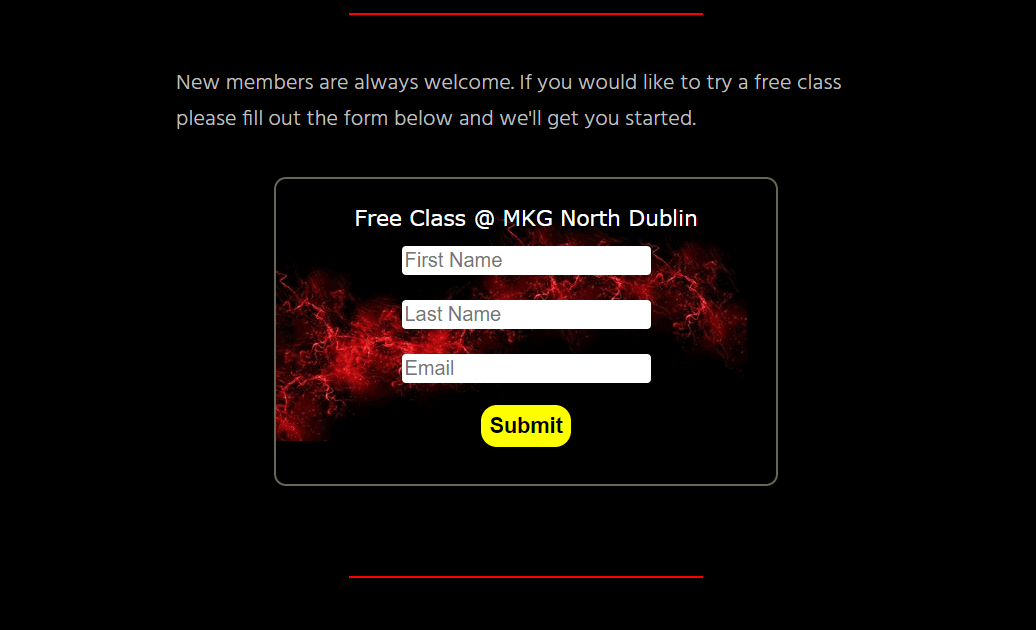 New members are always welcome. If you would like to try a free class
please fill out the form below and we'll get you started.
Free Class @ MKG North Dublin
First Name
Last Name
Email
Submit